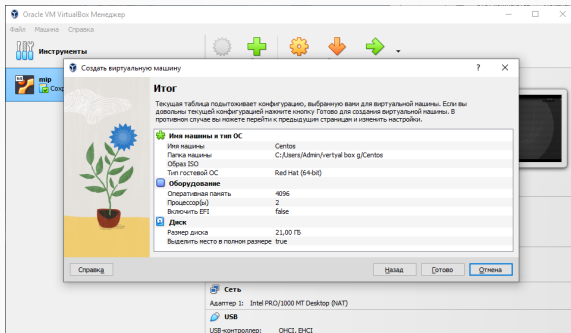 Oracle VM VirtualBox Менеджер
Файл Машина Справка
Инструменты
mip
Создать виртуальную машину
Итог
Текущая таблица подытоживает конфигурацию, выбранную вами для виртуальной машины. Если вы
довольны текущей конфигурацией нажмите кнопку Готово для создания виртуальной машины. В
противном случае вы можете перейти к предыдущим страницам и изменить настройки.
Имя машины и тип ОС
Имя машины Centos
Папка машины C:/Users/Admin/vertyal box g/Centos
Образ ISO
Тип гостевой ОС Red Hat (64-bit)
Оборудование
Оперативная память 4096
Процессор(ы) 2
Включить EFI false
Диск
Размер диска 21,00 ГБ
Выделить место в полном размере true
Справка Назад Готово Отмена
Сеть
Адаптер 1: Intel PRO/1000 MT Desktop (NAT)
USB
USB-контроллер: OHCI, EHCI